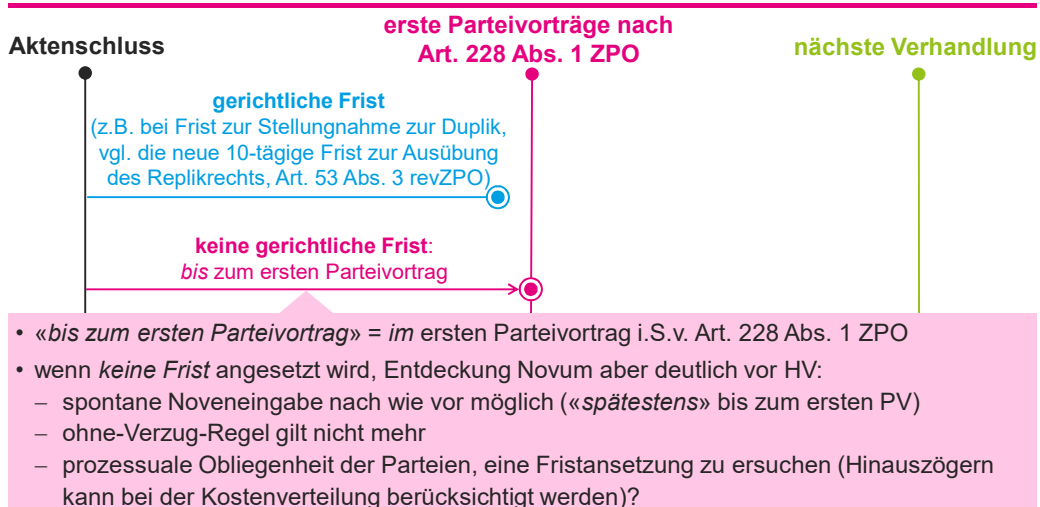 Aktenschluss
erste Parteivorträge nach
Art. 228 Abs. 1 ZPO
nächste Verhandlung
gerichtliche Frist
(z.B. bei Frist zur Stellungnahme zur Duplik,
vgl. die neue 10-tägige Frist zur Ausübung
des Replikrechts, Art. 53 Abs. 3 revZPO)
keine gerichtliche Frist:
bis zum ersten Parteivortrag
• «bis zum ersten Parteivortrag» = im ersten Parteivortrag i.S.v. Art. 228 Abs. 1 ZPO
• wenn keine Frist angesetzt wird, Entdeckung Novum aber deutlich vor HV:
− spontane Noveneingabe nach wie vor möglich («spätestens» bis zum ersten PV)
− ohne-Verzug-Regel gilt nicht mehr
− prozessuale Obliegenheit der Parteien, eine Fristansetzung zu ersuchen (Hinauszögern
kann bei der Kostenverteilung berücksichtigt werden)?